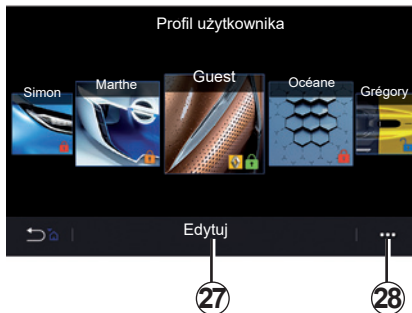 Profil użytkownika
Simon
Marthe
Guest
Océane
Grégory
Edytuj
27
28